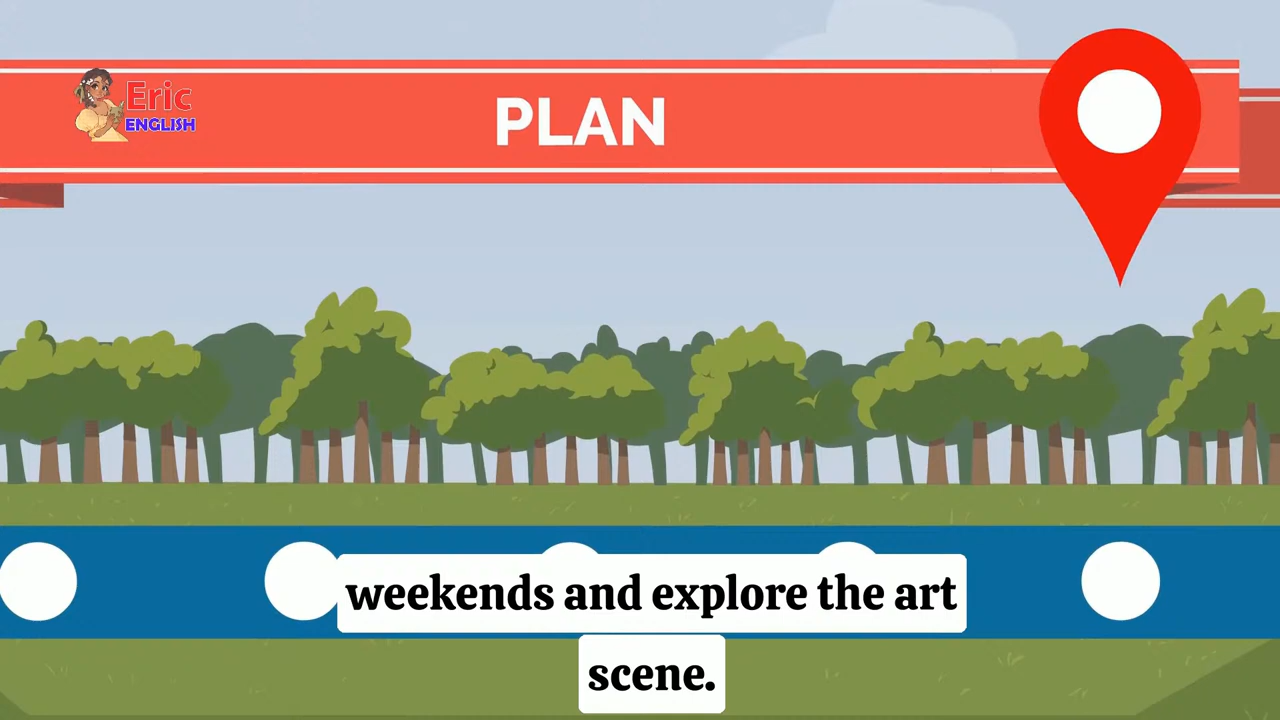 Eric
ENGLISH
PLAN
weekends and explore the art
scene.